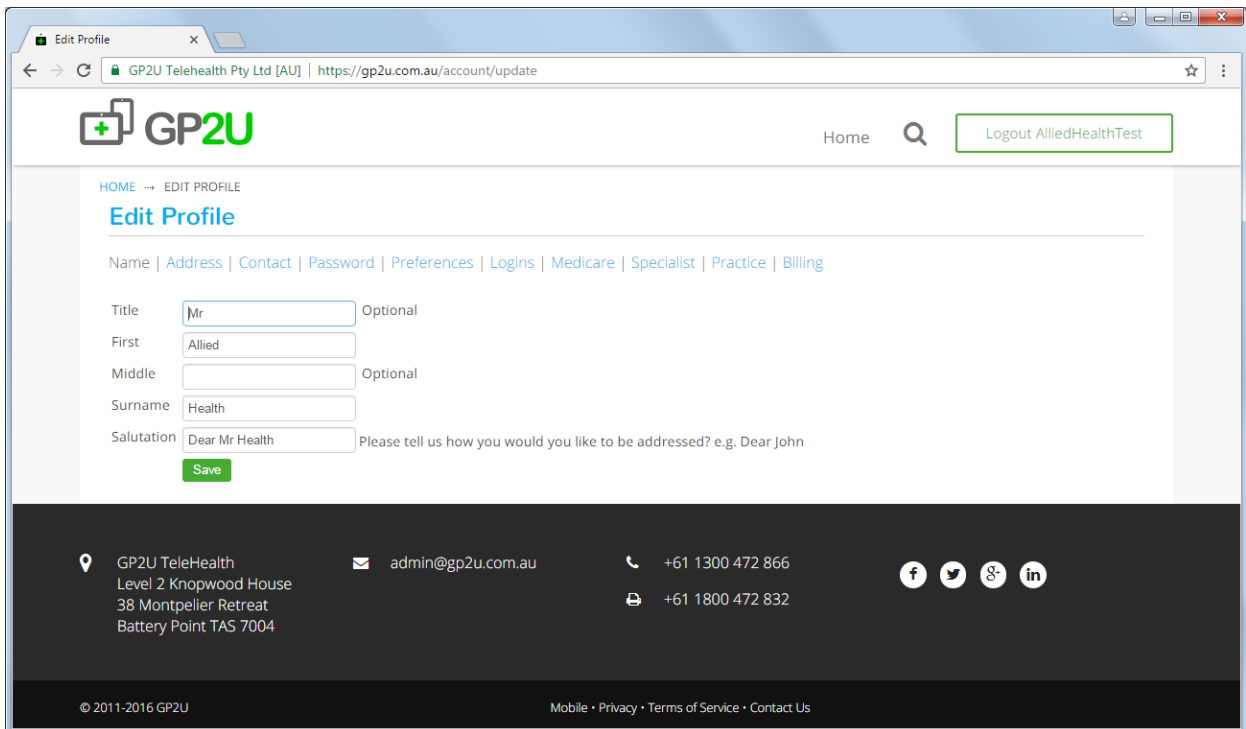 Edit Profile
GP2U Telehealth Pty Ltd [AU] | https://gp2u.com.au/account/update
GP2U
Home
Logout AlliedHealthTest
HOME → EDIT PROFILE
Edit Profile
Name | Address | Contact | Password | Preferences | Logins | Medicare | Specialist | Practice | Billing
Title Mr Optional
First Allied
Middle Optional
Surname Health
Salutation Dear Mr Health Please tell us how you would you like to be addressed? e.g. Dear John
Save
GP2U TeleHealth
Level 2 Knopwood House
38 Montpelier Retreat
Battery Point TAS 7004
admin@gp2u.com.au
+61 1300 472 866
+61 1800 472 832
© 2011-2016 GP2U
Mobile • Privacy • Terms of Service • Contact Us